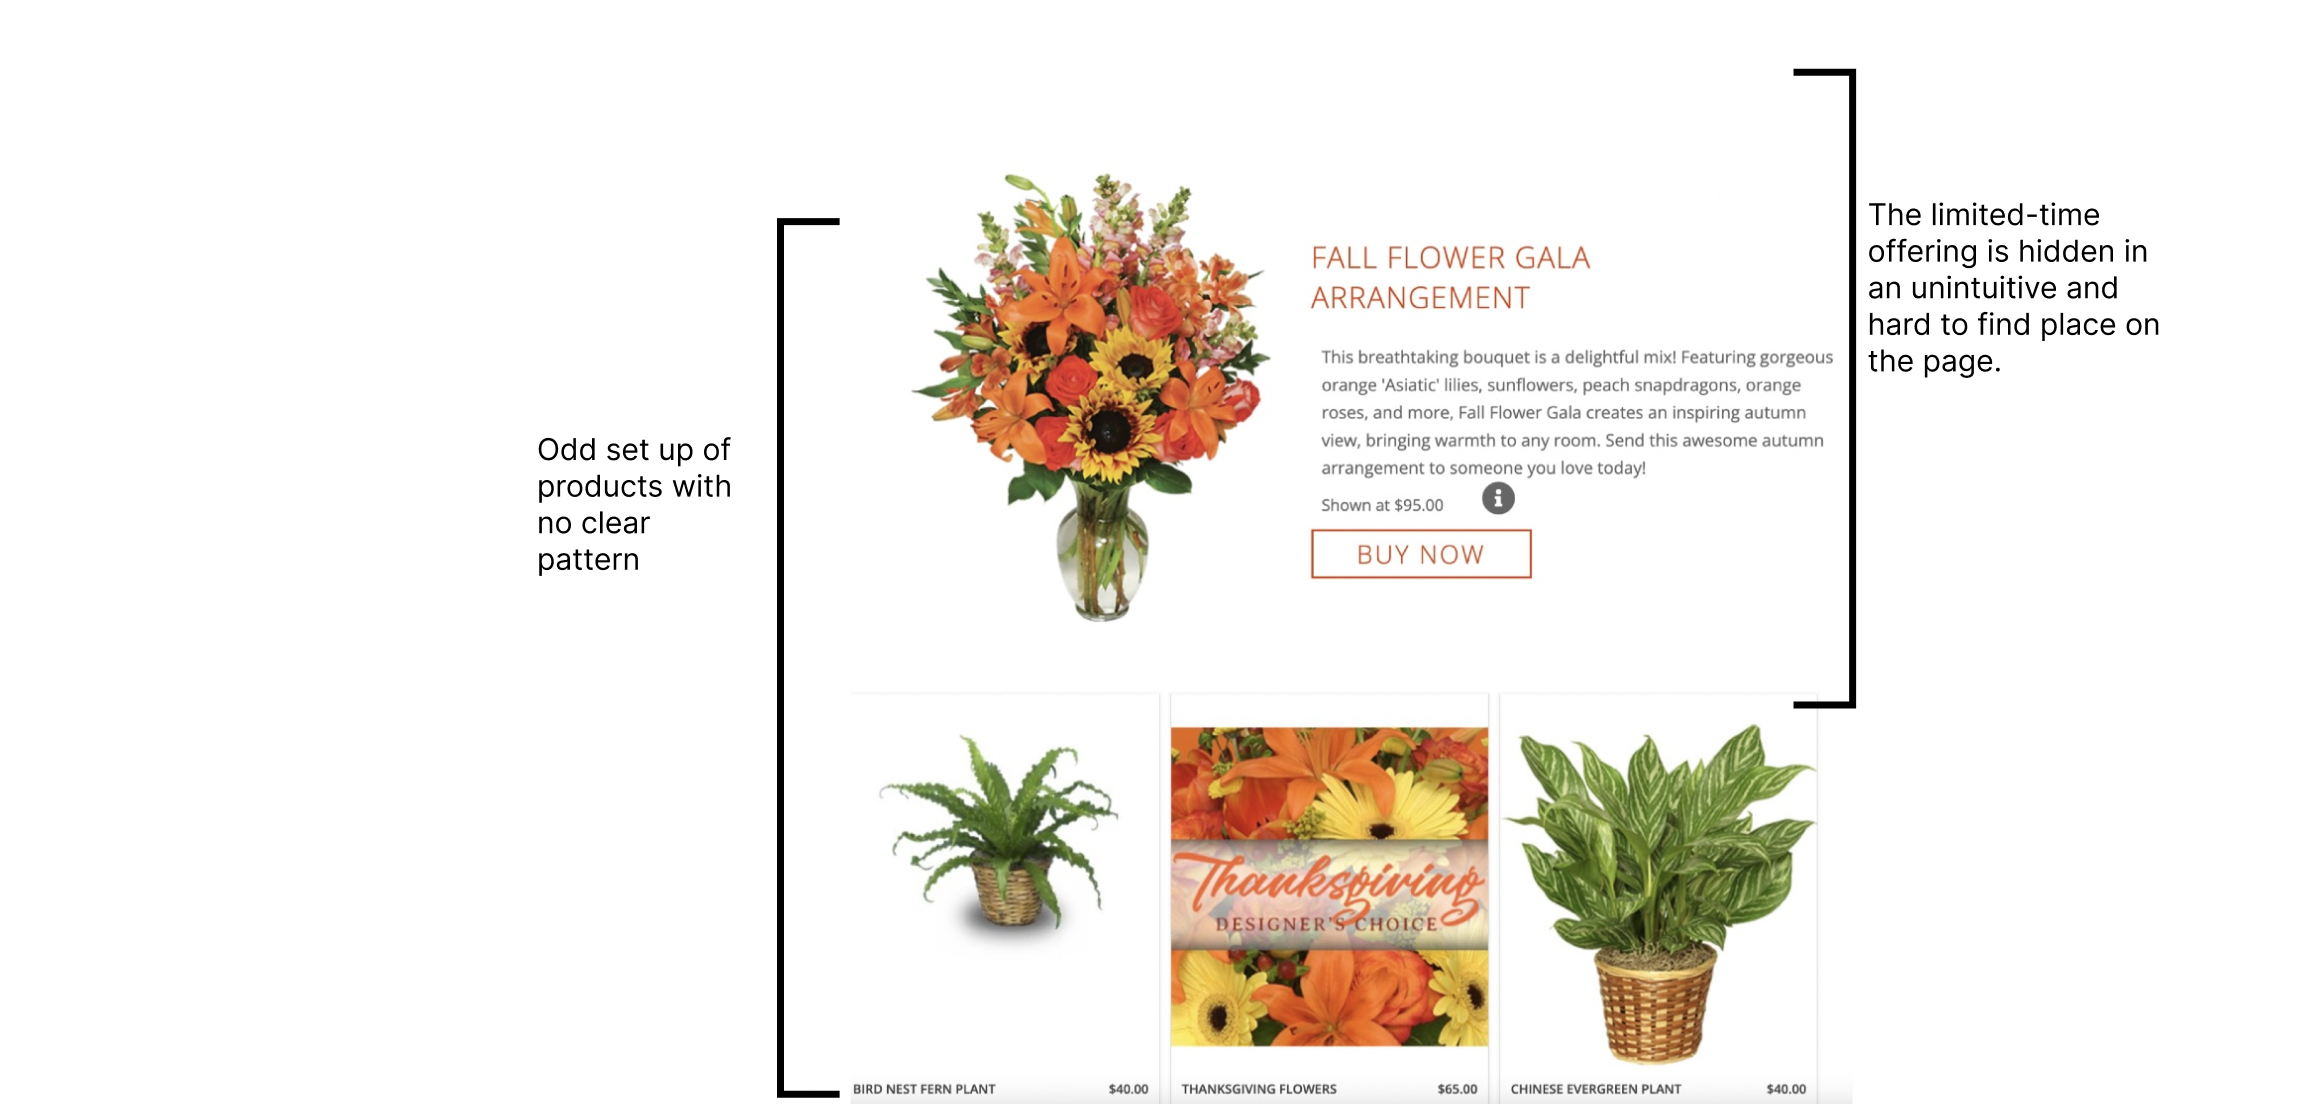 The limited-time
offering is hidden in
an unintuitive and
hard to find place on
the page.
FALL FLOWER GALA
ARRANGEMENT
This breathtaking bouquet is a delightful mix! Featuring gorgeous
orange 'Asiatic' lilies, sunflowers, peach snapdragons, orange
roses, and more, Fall Flower Gala creates an inspiring autumn
view, bringing warmth to any room. Send this awesome autumn
arrangement to someone you love today!
Shown at $95.00
BUY NOW
Odd set up of
products with
no clear
pattern
Thanksgiving
DESIGNER'S CHOICE
BIRD NEST FERN PLANT $40.00
THANKSGIVING FLOWERS $65.00
CHINESE EVERGREEN PLANT $40.00